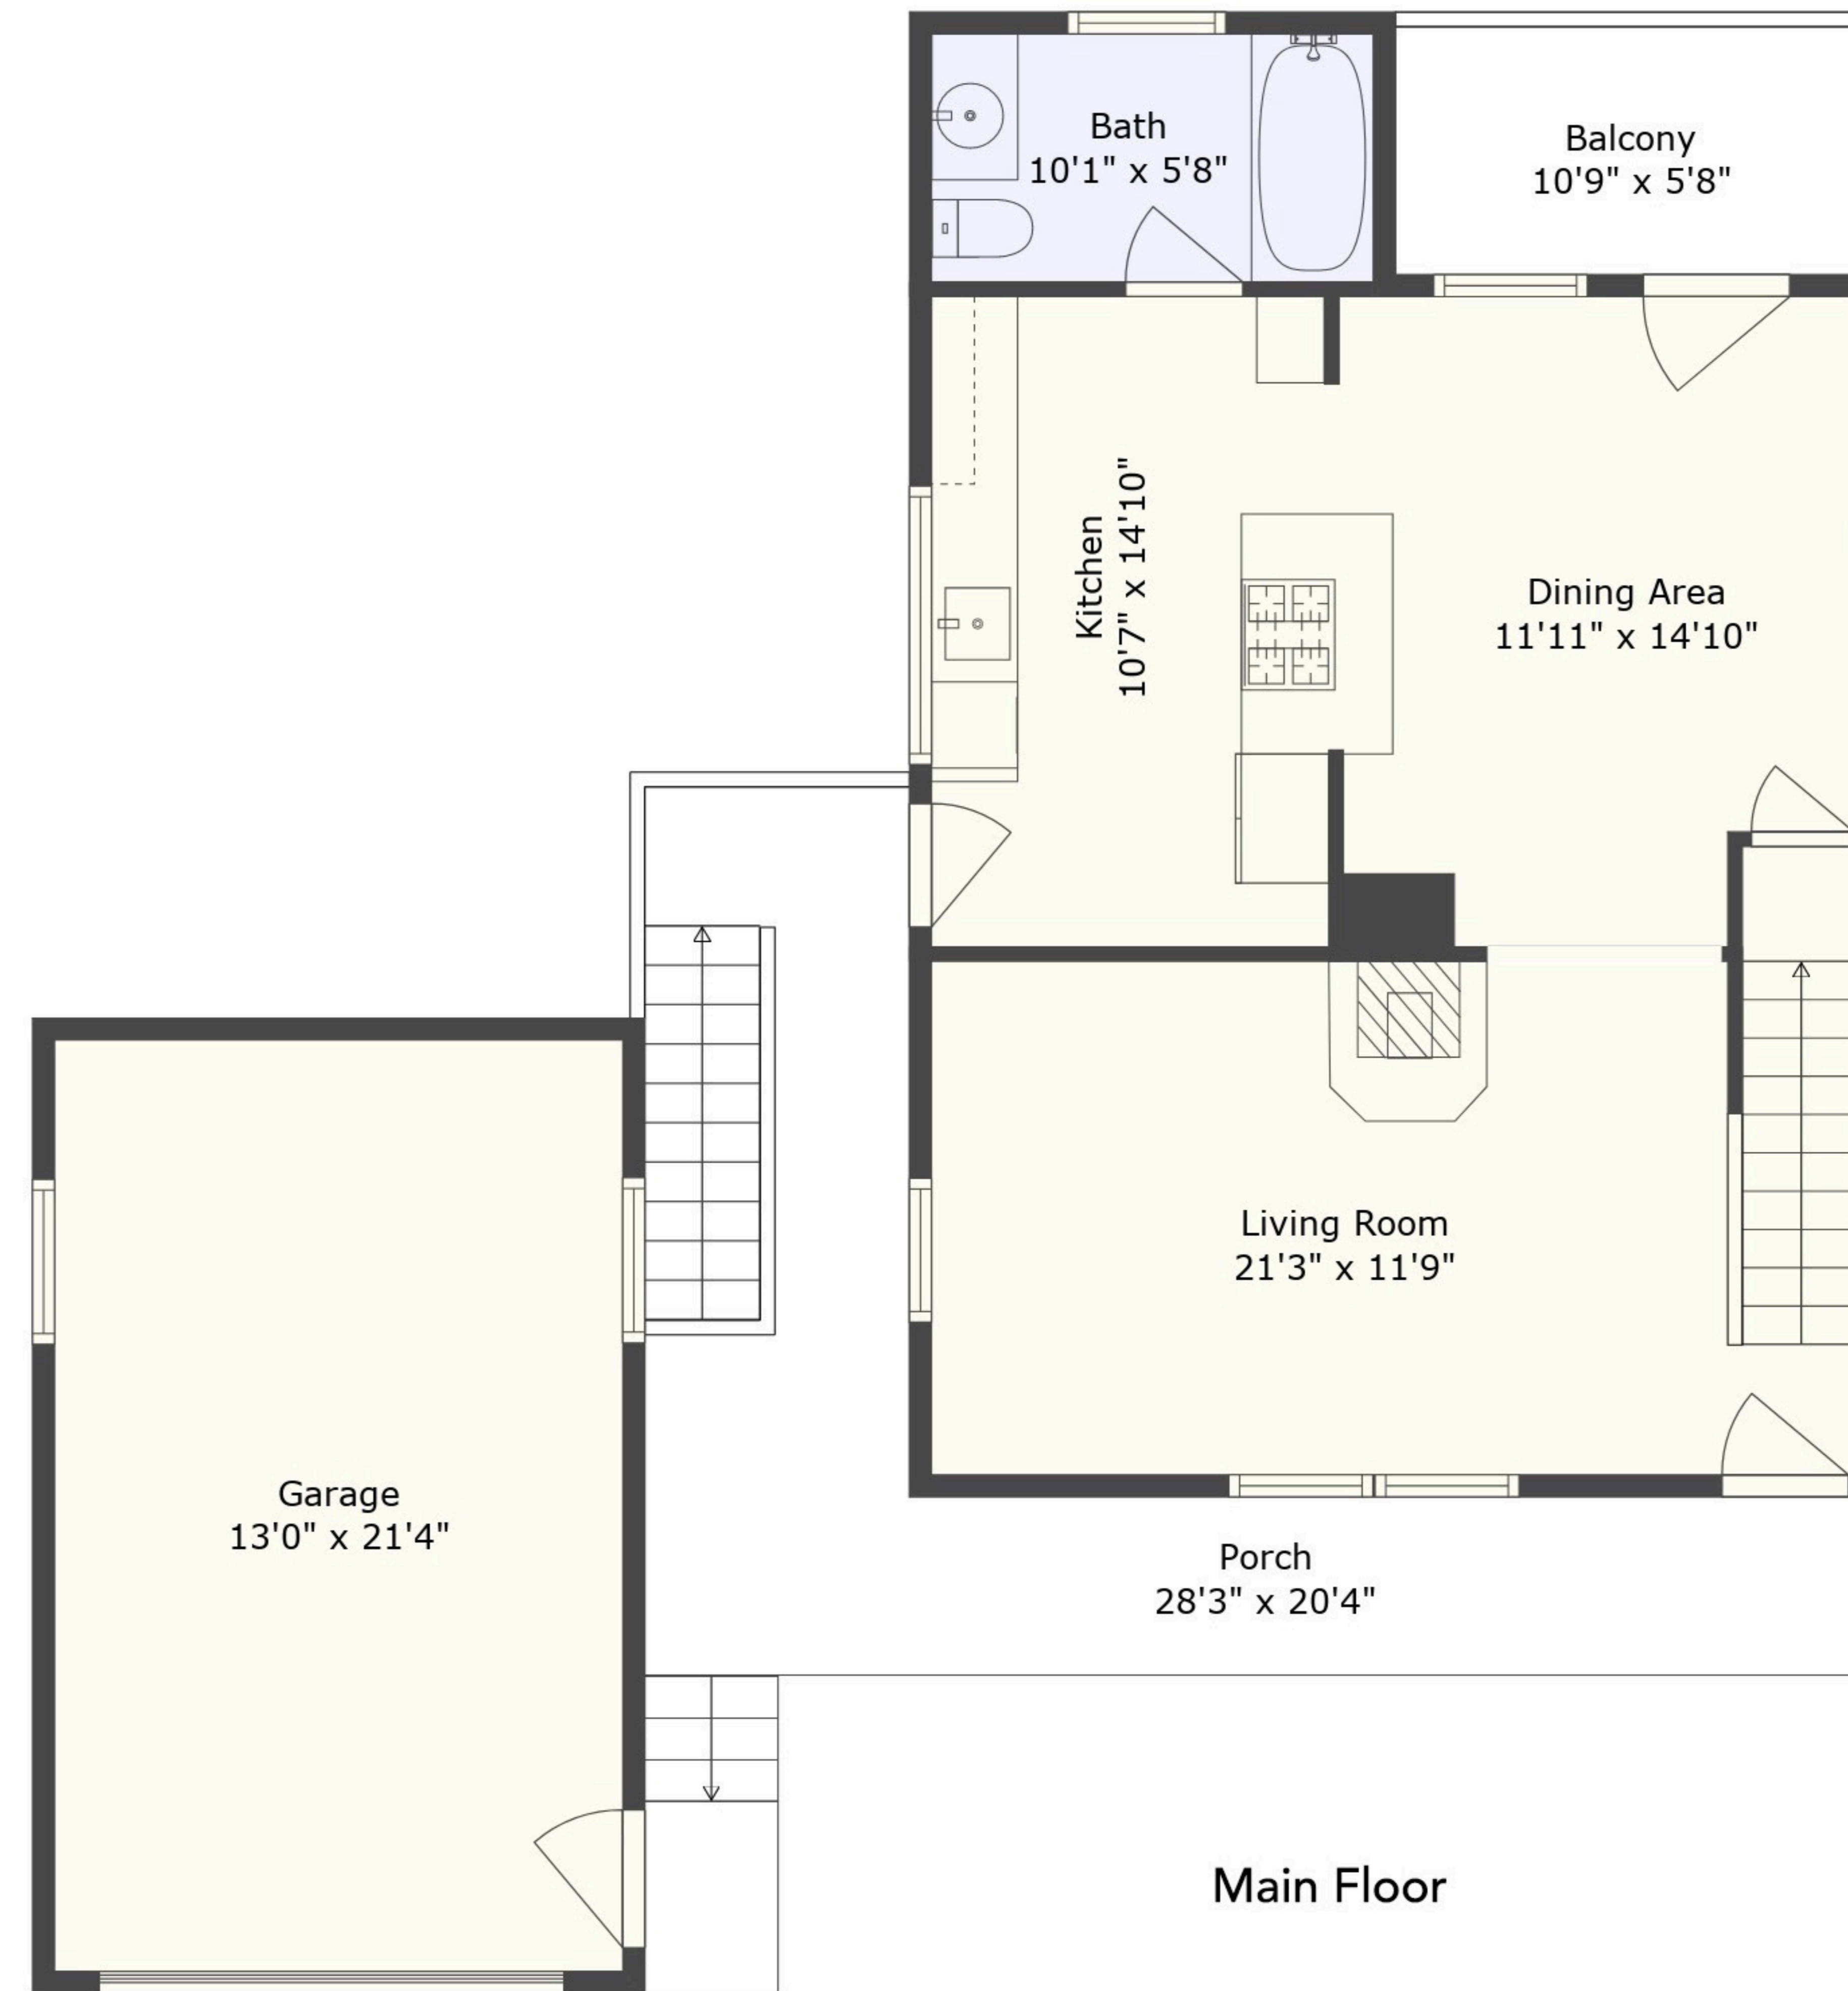 Bath
10'1" x 5'8"
Balcony
10'9" x 5'8"
Kitchen
10'7" x 14'10"
Dining Area
11'11" x 14'10"
Living Room
21'3" x 11'9"
Garage
13'0" x 21'4"
Porch
28'3" x 20'4"
Main Floor